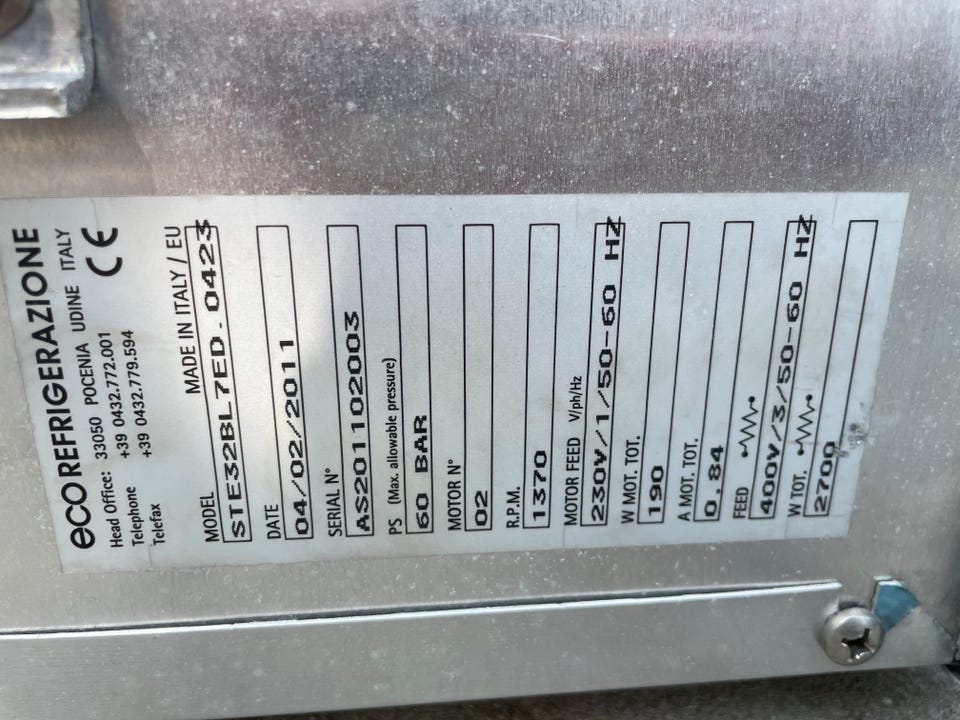 ecoREFRIGERAZIONE
Head Office: 33050 POCENIA UDINE ITALY
Telephone +39 0432.772.001
Telefax +39 0432.779.594
CE
MADE IN ITALY / EU
MODEL
STE32BL7ED.0423
DATE
04/02/2011
SERIAL N°
AS201102003
PS (Max. allowable pressure)
60 BAR
MOTOR N°
02
R.P.M.
1370
MOTOR FEED V/ph/Hz
230V/1/50-60 HZ
W MOT. TOT.
190
A MOT. TOT.
0.84
FEED
400V/3/50-60 HZ
W TOT.
2700